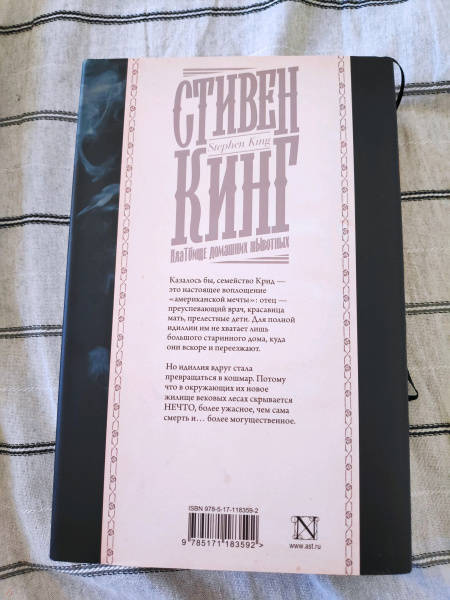 СТИВЕН
Stephen King
КИНГ
КлаТбище домашних жЫвотных
Казалось бы, семейство Крид —
это настоящее воплощение
«американской мечты»: отец —
преуспевающий врач, красавица
мать, прелестные дети. Для полной
идиллии им не хватает лишь
большого старинного дома, куда
они вскоре и переезжают.
Но идиллия вдруг стала
превращаться в кошмар. Потому
что в окружающих их новое
жилище вековых лесах скрывается
НЕЧТО, более ужасное, чем сама
смерть и... более могущественное.
ISBN 978-5-17-118359-2
9 785171 183592 >
N
www.ast.ru